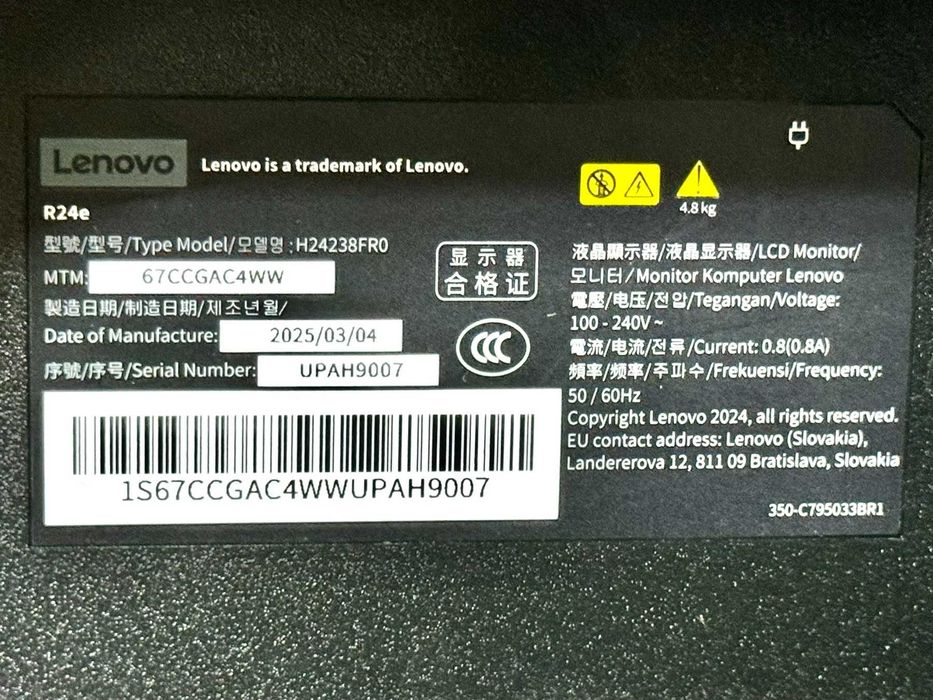 Lenovo
Lenovo is a trademark of Lenovo.
R24e
型號/型号/Type Model/모델명 : H24238FR0
MTM: 67CCGAC4WW
製造日期/制造日期/제조년월/
Date of Manufacture: 2025/03/04
序號/序号/Serial Number: UPAH9007
1S67CCGAC4WWUPAH9007
显示器
合格证
CCC
4.8 kg
液晶顯示器/液晶显示器/LCD Monitor/
모니터/Monitor Komputer Lenovo
電壓/电压/전압/Tegangan/Voltage:
100 - 240V ~
電流/电流/전류/Current: 0.8(0.8A)
頻率/频率/주파수/Frekuensi/Frequency:
50 / 60Hz
Copyright Lenovo 2024, all rights reserved.
EU contact address: Lenovo (Slovakia),
Landererova 12, 811 09 Bratislava, Slovakia
350-C795033BR1